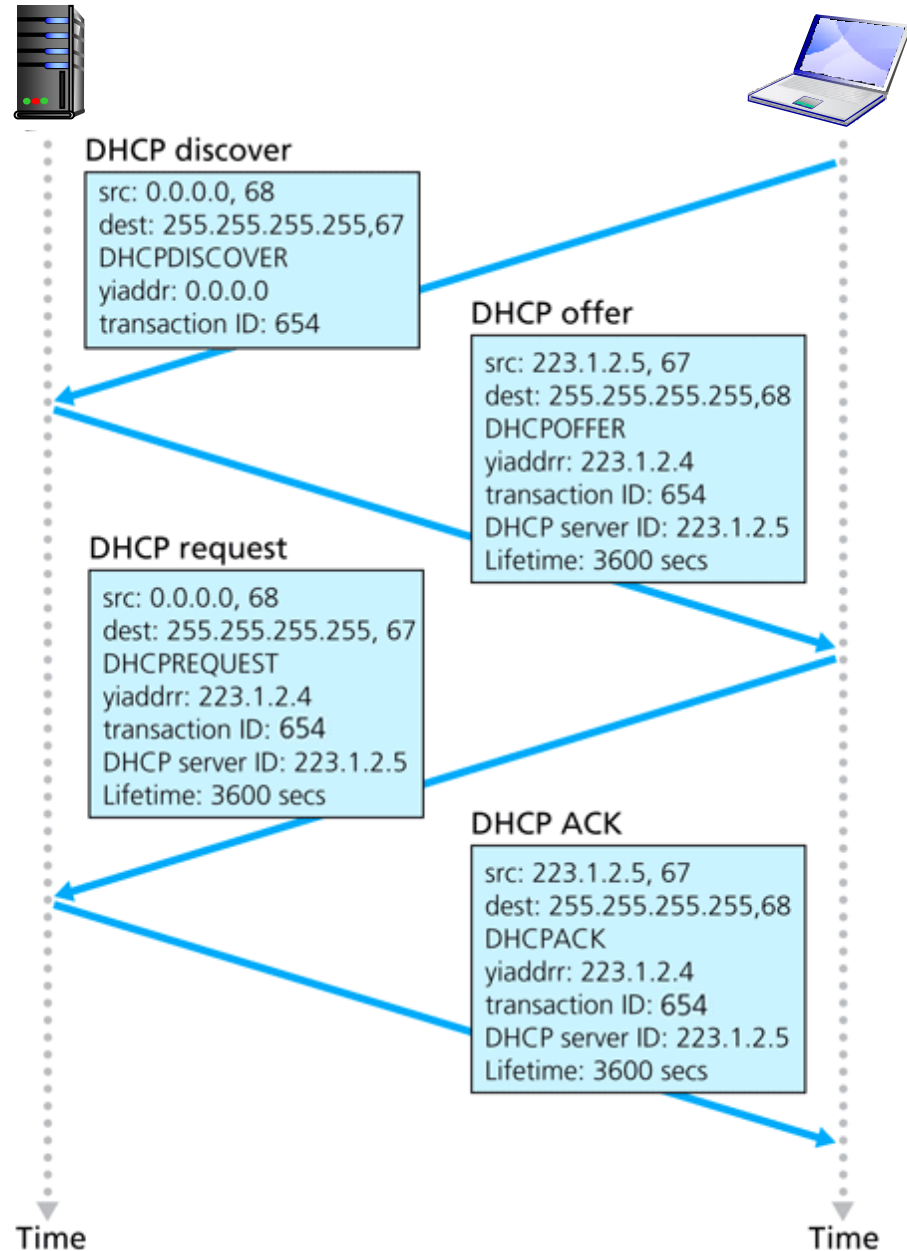 DHCP discover
src: 0.0.0.0, 68
dest: 255.255.255.255,67
DHCPDISCOVER
yiaddr: 0.0.0.0
transaction ID: 654
DHCP offer
src: 223.1.2.5, 67
dest: 255.255.255.255,68
DHCPOFFER
yiaddrr: 223.1.2.4
transaction ID: 654
DHCP server ID: 223.1.2.5
Lifetime: 3600 secs
DHCP request
src: 0.0.0.0, 68
dest: 255.255.255.255, 67
DHCPREQUEST
yiaddrr: 223.1.2.4
transaction ID: 654
DHCP server ID: 223.1.2.5
Lifetime: 3600 secs
DHCP ACK
src: 223.1.2.5, 67
dest: 255.255.255.255,68
DHCPACK
yiaddrr: 223.1.2.4
transaction ID: 654
DHCP server ID: 223.1.2.5
Lifetime: 3600 secs
Time
Time